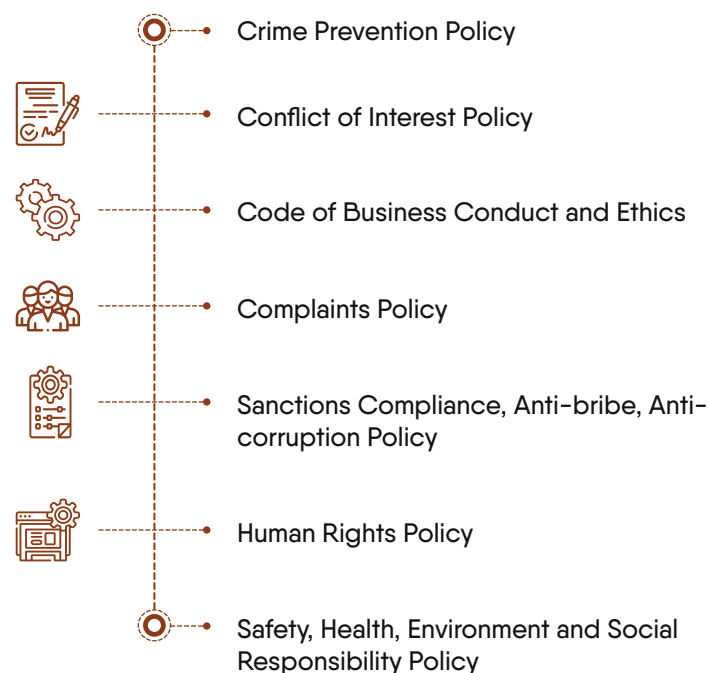 Crime Prevention Policy
Conflict of Interest Policy
Code of Business Conduct and Ethics
Complaints Policy
Sanctions Compliance, Anti-bribe, Anti-
corruption Policy
Human Rights Policy
Safety, Health, Environment and Social
Responsibility Policy